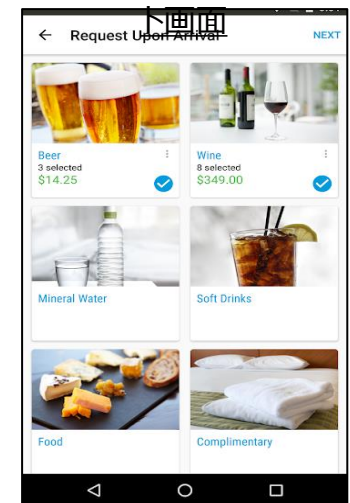 ト画面
Request Upon Arrival
NEXT
Beer
3 selected
$14.25
Wine
8 selected
$349.00
Mineral Water
Soft Drinks
Food
Complimentary